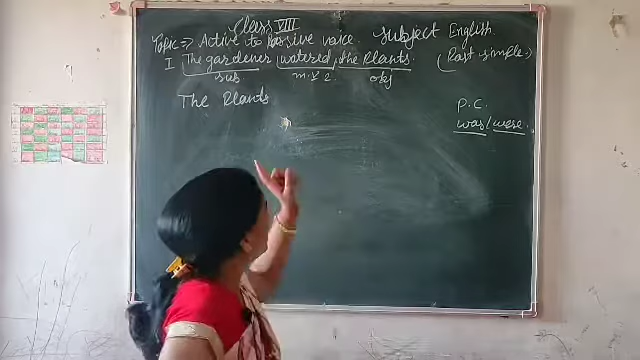 Class VIII
Topic => Active to Passive voice. Subject English.
I The gardener watered the Plants. (Past simple.)
sub m.v 2 obj
The Plants
P.C.
was/were.